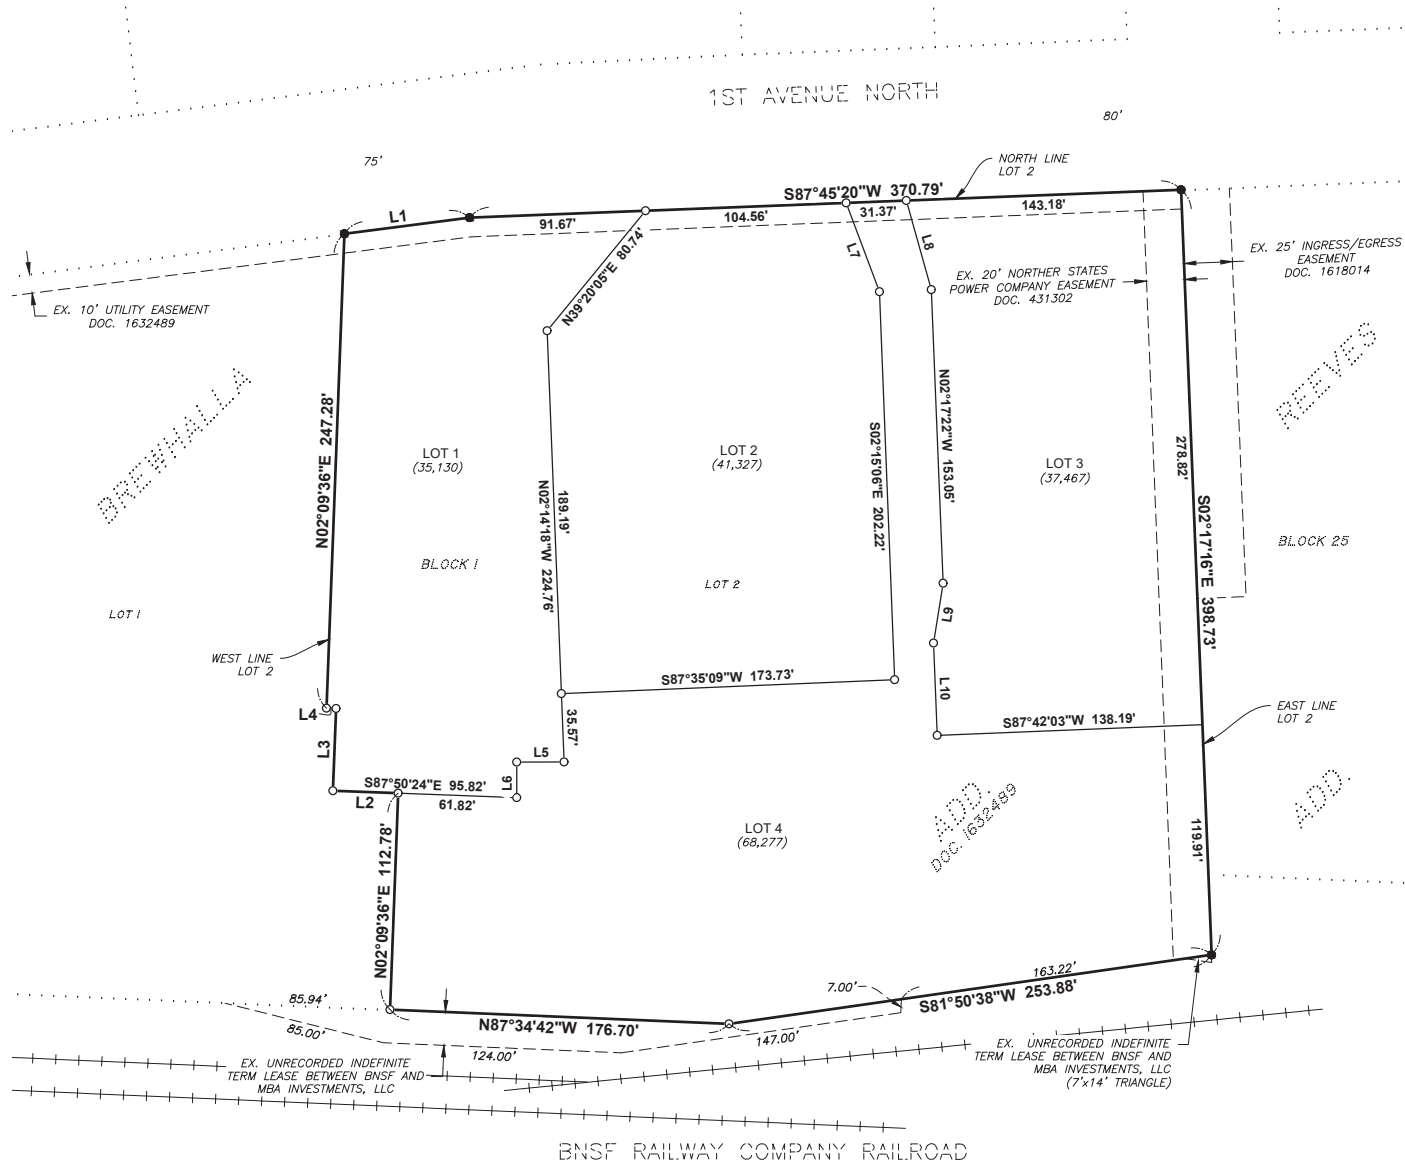 1ST AVENUE NORTH
80'
75'
NORTH LINE
LOT 2
S87°45'20"W 370.79'
L1
91.67'
104.56'
31.37'
143.18'
L7
L8
N39°20'05"E 80.74'
EX. 25' INGRESS/EGRESS
EASEMENT
DOC. 1618014
EX. 20' NORTHER STATES
POWER COMPANY EASEMENT
DOC. 431302
EX. 10' UTILITY EASEMENT
DOC. 1632489
BREWHALLA
REEVES
N02°09'36"E 247.28'
LOT 1
(35,130)
LOT 2
(41,327)
LOT 3
(37,467)
N02°17'22"W 153.05'
S02°15'06"E 202.22'
278.82'
S02°17'16"E 398.73'
189.19'
N02°14'18"W 224.76'
BLOCK 1
LOT 2
BLOCK 25
LOT 1
L9
WEST LINE
LOT 2
S87°35'09"W 173.73'
L10
L4
35.57'
S87°42'03"W 138.19'
EAST LINE
LOT 2
L3
L5
L6
S87°50'24"E 95.82'
L2
61.82'
LOT 4
(68,277)
ADD.
DOC. 1632489
ADD.
119.91'
N02°09'36"E 112.78'
163.22'
7.00'
S81°50'38"W 253.88'
85.94'
85.00'
N87°34'42"W 176.70'
124.00'
147.00'
EX. UNRECORDED INDEFINITE
TERM LEASE BETWEEN BNSF AND
MBA INVESTMENTS, LLC
EX. UNRECORDED INDEFINITE
TERM LEASE BETWEEN BNSF AND
MBA INVESTMENTS, LLC
(7'x14' TRIANGLE)
BNSF RAILWAY COMPANY RAILROAD